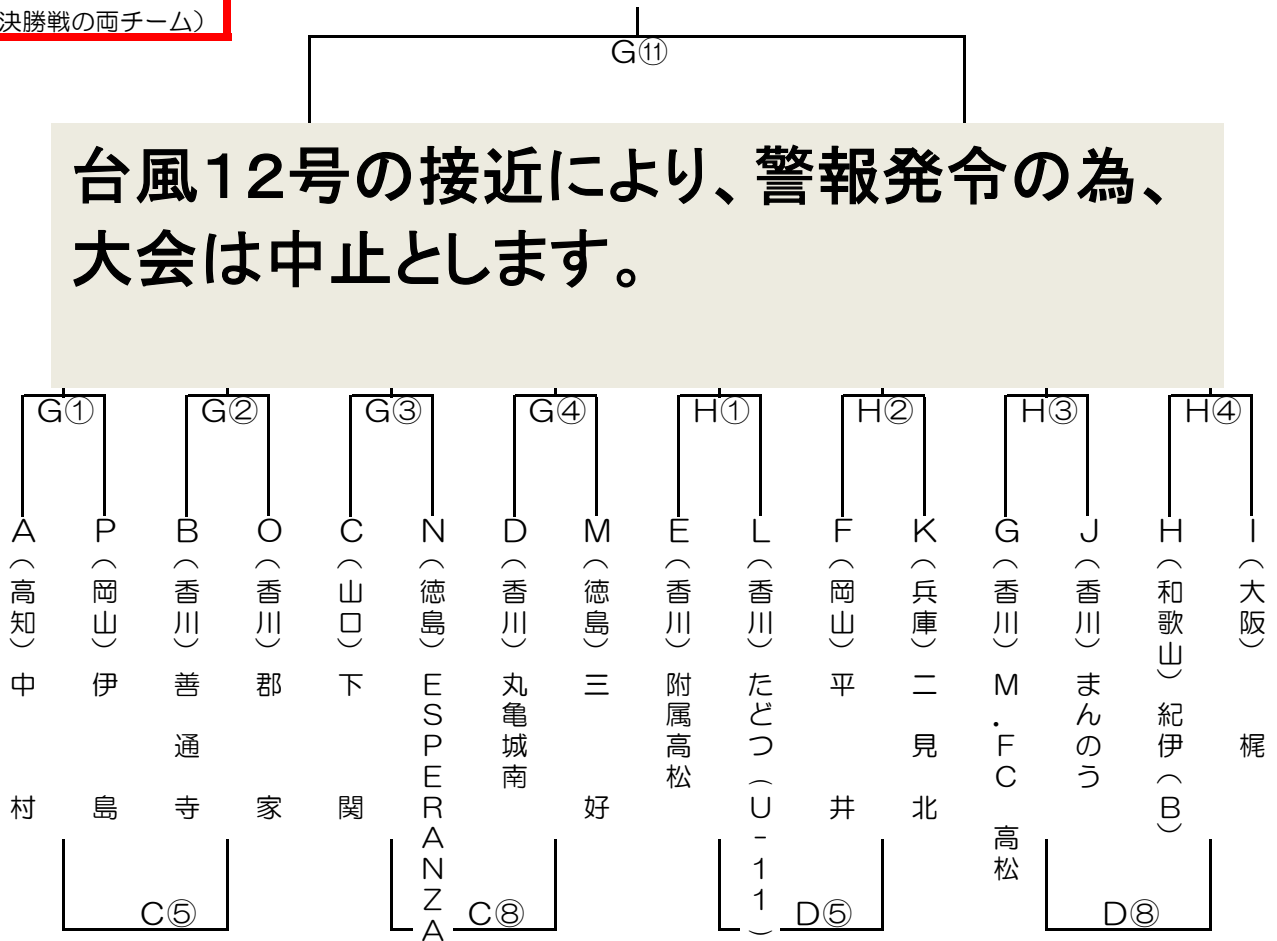 決勝戦の両チーム）
G⑪
台風12号の接近により、警報発令の為、
大会は中止とします。
G① G② G③ G④ H① H② H③ H④
A（高知）中村
P（岡山）伊島
B（香川）善通寺
O（香川）郡家
C（山口）下関
N（徳島）ESPERANZA
D（香川）丸亀城南
M（徳島）三好
E（香川）附属高松
L（香川）たどつ（U-11）
F（岡山）平井
K（兵庫）二見北
G（香川）M．FC 高松
J（香川）まんのう
H（和歌山）紀伊（B）
I（大阪）梶
C⑤ C⑧ D⑤ D⑧